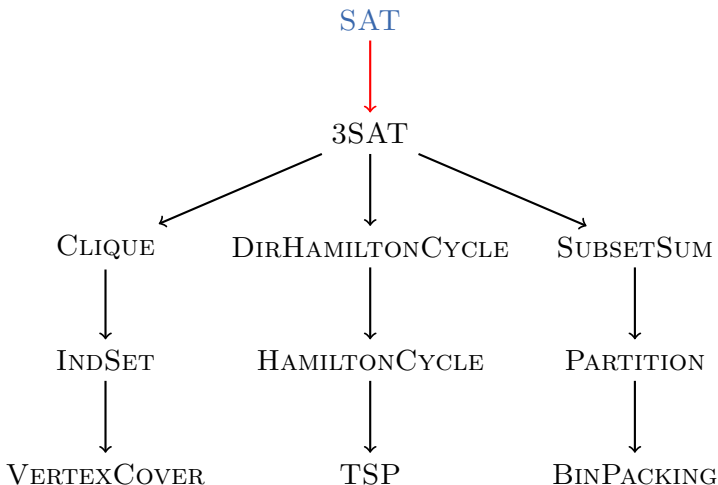 SAT
3SAT
CLIQUE DIRHAMILTONCYCLE SUBSETSUM
INDSET HAMILTONCYCLE PARTITION
VERTEXCOVER TSP BINPACKING